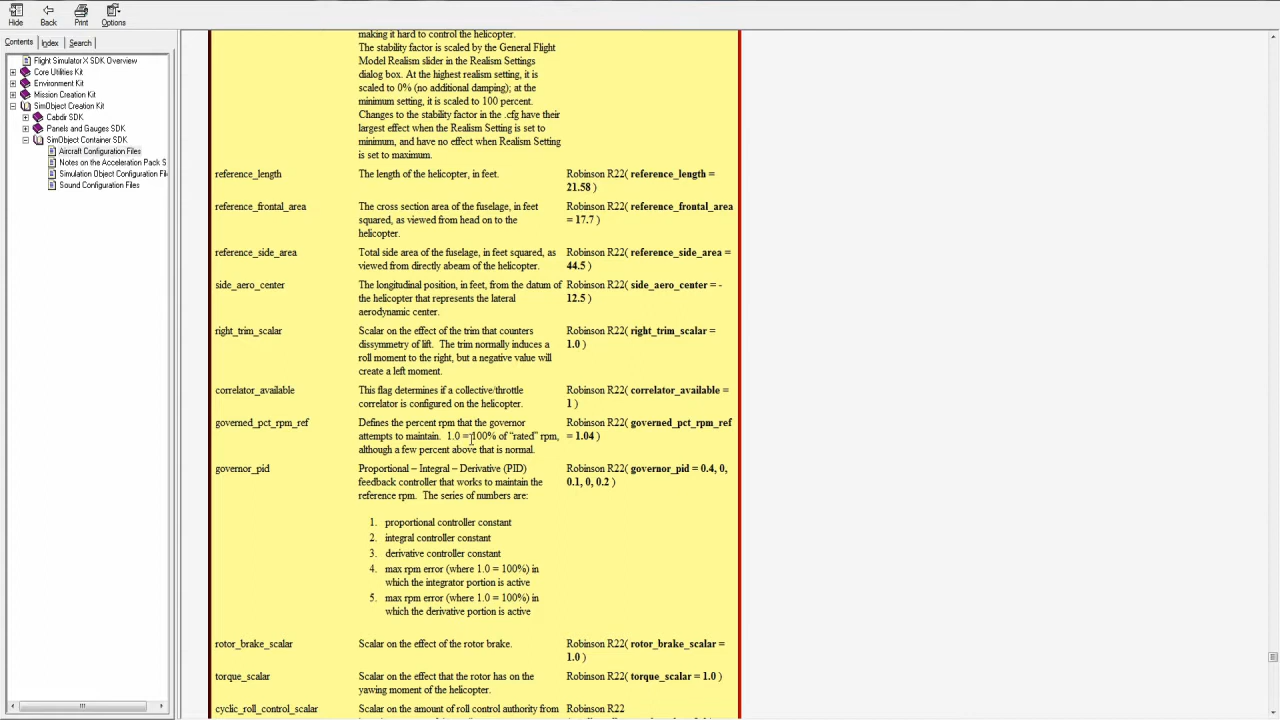 Hide Back Print Options
Contents Index Search
Flight Simulator X SDK Overview
Core Utilities Kit
Environment Kit
Mission Creation Kit
SimObject Creation Kit
Cabdir SDK
Panels and Gauges SDK
SimObject Container SDK
Aircraft Configuration Files
Notes on the Acceleration Pack S
Simulation Object Configuration Fil
Sound Configuration Files
making it hard to control the helicopter.
The stability factor is scaled by the General Flight
Model Realism slider in the Realism Settings
dialog box. At the highest realism setting, it is
scaled to 0% (no additional damping); at the
minimum setting, it is scaled to 100 percent.
Changes to the stability factor in the .cfg have their
largest effect when the Realism Setting is set to
minimum, and have no effect when Realism Setting
is set to maximum.
reference_length The length of the helicopter, in feet. Robinson R22( reference_length =
21.58 )
reference_frontal_area The cross section area of the fuselage, in feet Robinson R22( reference_frontal_area
squared, as viewed from head on to the = 17.7 )
helicopter.
reference_side_area Total side area of the fuselage, in feet squared, as Robinson R22( reference_side_area =
viewed from directly abeam of the helicopter. 44.5 )
side_aero_center The longitudinal position, in feet, from the datum of Robinson R22( side_aero_center = -
the helicopter that represents the lateral 12.5 )
aerodynamic center.
right_trim_scalar Scalar on the effect of the trim that counters Robinson R22( right_trim_scalar =
dissymmetry of lift. The trim normally induces a 1.0 )
roll moment to the right, but a negative value will
create a left moment.
correlator_available This flag determines if a collective/throttle Robinson R22( correlator_available =
correlator is configured on the helicopter. 1 )
governed_pct_rpm_ref Defines the percent rpm that the governor Robinson R22( governed_pct_rpm_ref
attempts to maintain. 1.0 = 100% of “rated” rpm, = 1.04 )
although a few percent above that is normal.
governor_pid Proportional – Integral – Derivative (PID) Robinson R22( governor_pid = 0.4, 0,
feedback controller that works to maintain the 0.1, 0, 0.2 )
reference rpm. The series of numbers are:
1. proportional controller constant
2. integral controller constant
3. derivative controller constant
4. max rpm error (where 1.0 = 100%) in
which the integrator portion is active
5. max rpm error (where 1.0 = 100%) in
which the derivative portion is active
rotor_brake_scalar Scalar on the effect of the rotor brake. Robinson R22( rotor_brake_scalar =
1.0 )
torque_scalar Scalar on the effect that the rotor has on the Robinson R22( torque_scalar = 1.0 )
yawing moment of the helicopter.
cyclic_roll_control_scalar Scalar on the amount of roll control authority from Robinson R22